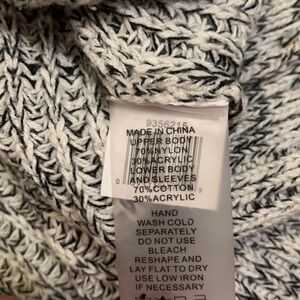 9356215
MADE IN CHINA
UPPER BODY
70%NYLON
30%ACRYLIC
LOWER BODY
AND SLEEVES
70%COTTON
30%ACRYLIC
HAND
WASH COLD
SEPARATELY
DO NOT USE
BLEACH
RESHAPE AND
LAY FLAT TO DRY
USE LOW IRON
IF NECESSARY